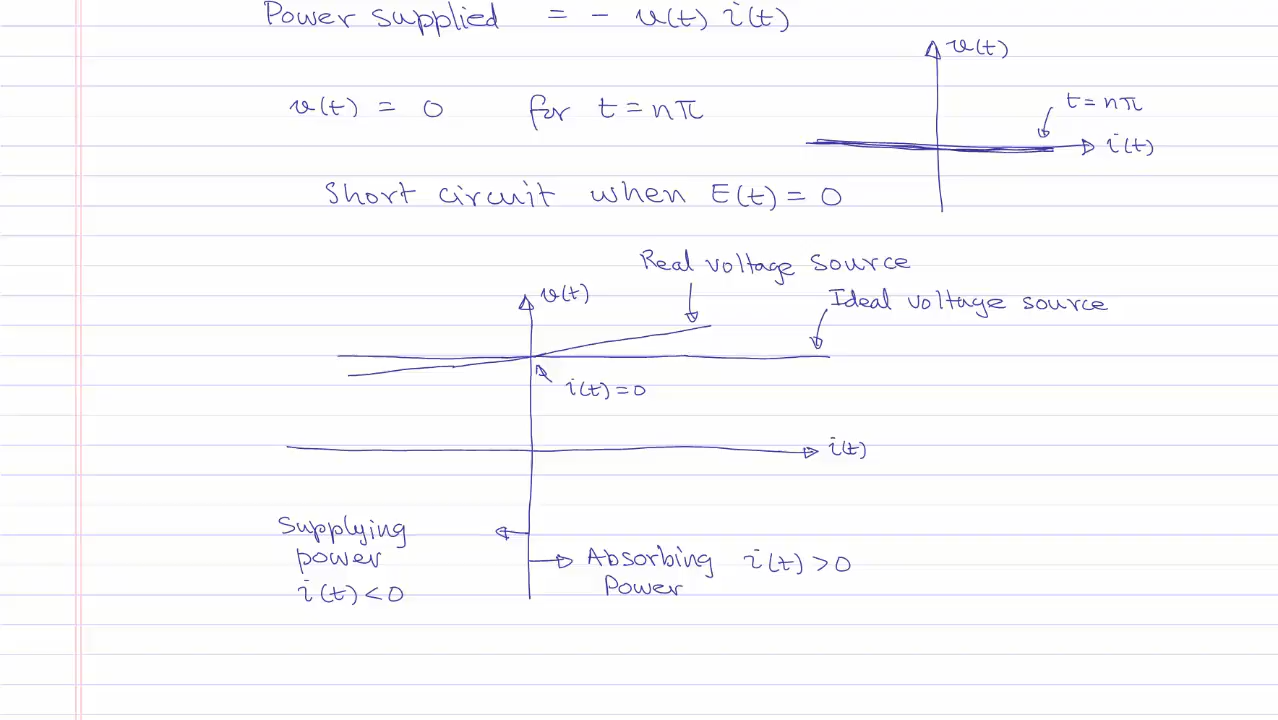 Power supplied = - v(t) i(t)
v(t)
v(t) = 0 for t = nπ
t = nπ
i(t)
Short circuit when E(t) = 0
Real voltage source
v(t)
Ideal voltage source
i(t) = 0
i(t)
Supplying
power
i(t) < 0
Absorbing i(t) > 0
Power